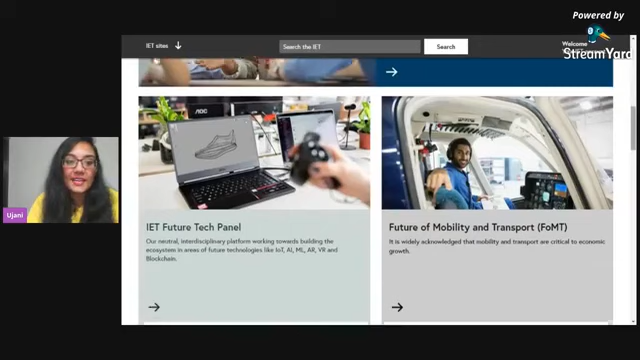 Powered by
StreamYard
IET sites
Search the IET
Search
Welcome
IET Future Tech Panel
Our neutral, interdisciplinary platform working towards building the
ecosystem in areas of future technologies like IoT, AI, ML, AR, VR and
Blockchain.
Future of Mobility and Transport (FoMT)
It is widely acknowledged that mobility and transport are critical to economic
growth.
Ujani
AOC